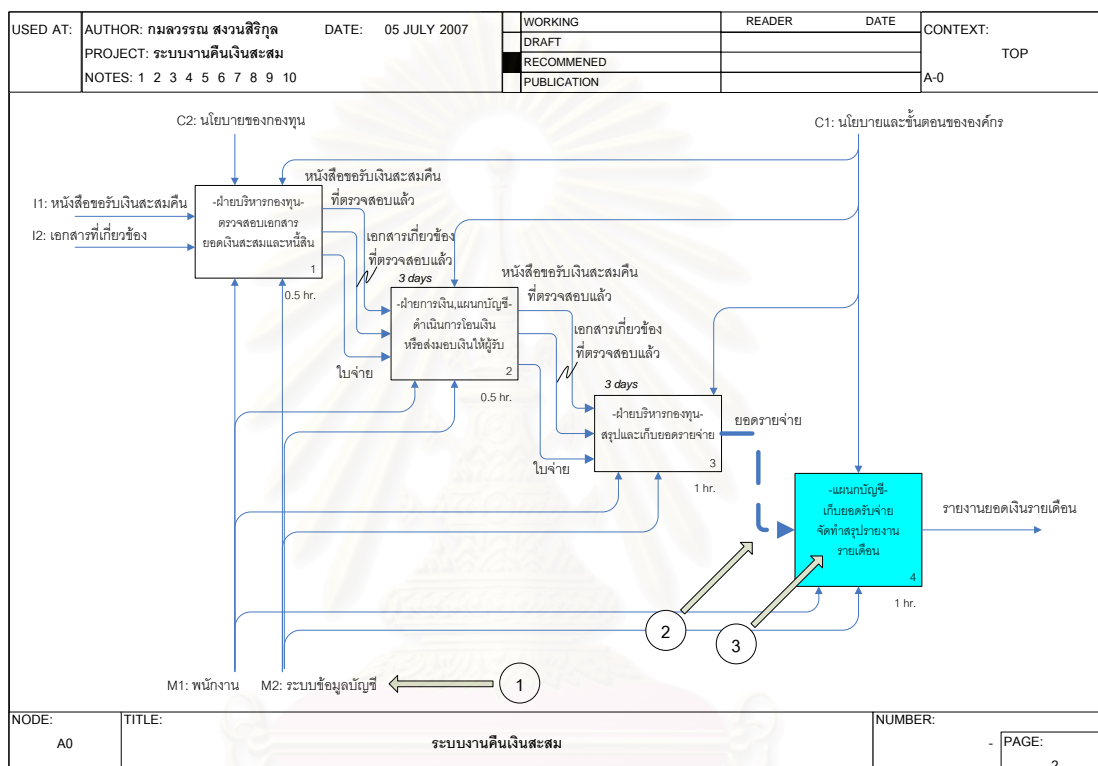 USED AT:
AUTHOR: กมลวรรณ สงวนสิริกุล
DATE: 05 JULY 2007
PROJECT: ระบบงานคืนเงินสะสม
NOTES: 1 2 3 4 5 6 7 8 9 10
WORKING
DRAFT
RECOMMENED
PUBLICATION
READER
DATE
CONTEXT:
TOP
A-0
C2: นโยบายของกองทุน
C1: นโยบายและขั้นตอนขององค์กร
I1: หนังสือขอรับเงินสะสมคืน
I2: เอกสารที่เกี่ยวข้อง
-ฝ่ายบริหารกองทุน-
ตรวจสอบเอกสาร
ยอดเงินสะสมและหนี้สิน
1
0.5 hr.
หนังสือขอรับเงินสะสมคืน
ที่ตรวจสอบแล้ว
เอกสารเกี่ยวข้อง
ที่ตรวจสอบแล้ว
ใบจ่าย
3 days
-ฝ่ายการเงิน,แผนกบัญชี-
ดำเนินการโอนเงิน
หรือส่งมอบเงินให้ผู้รับ
2
0.5 hr.
หนังสือขอรับเงินสะสมคืน
ที่ตรวจสอบแล้ว
เอกสารเกี่ยวข้อง
ที่ตรวจสอบแล้ว
ใบจ่าย
3 days
-ฝ่ายบริหารกองทุน-
สรุปและเก็บยอดรายจ่าย
3
1 hr.
ยอดรายจ่าย
-แผนกบัญชี-
เก็บยอดรับจ่าย
จัดทำสรุปรายงาน
รายเดือน
4
1 hr.
รายงานยอดเงินรายเดือน
2
3
M1: พนักงาน
M2: ระบบข้อมูลบัญชี
1
NODE:
A0
TITLE:
ระบบงานคืนเงินสะสม
NUMBER:
-
PAGE:
2